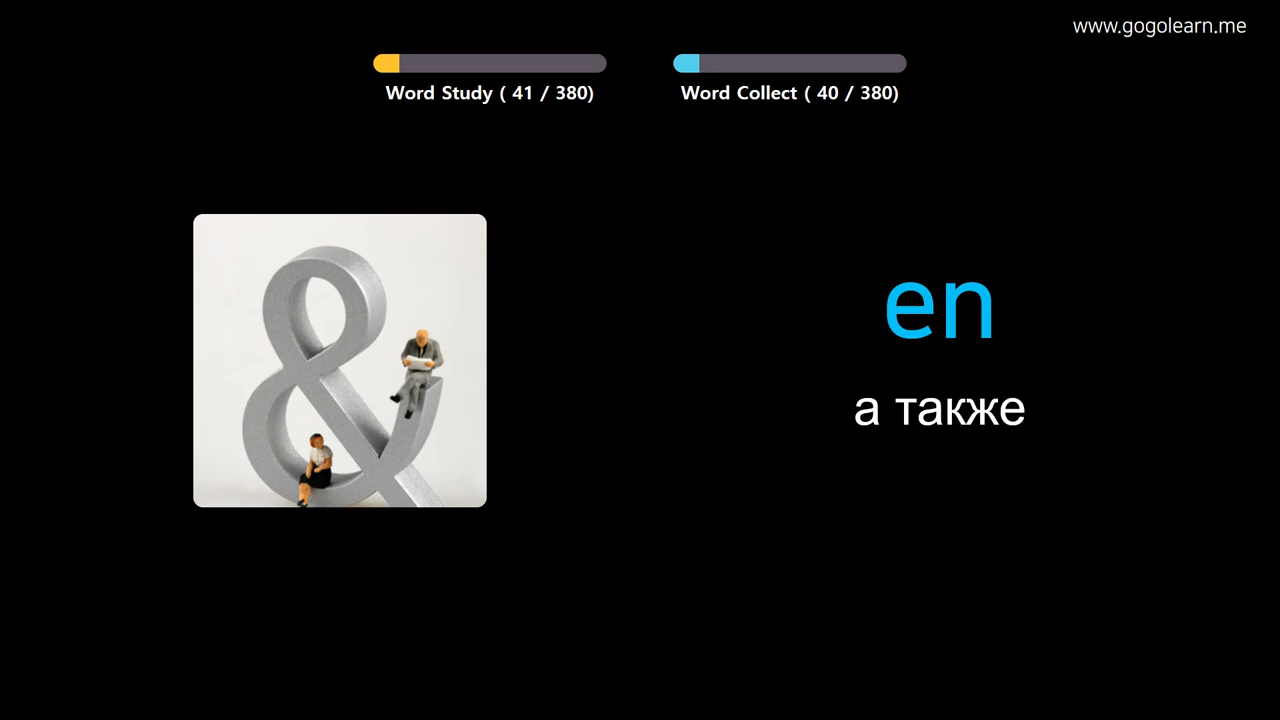 www.gogolearn.me
Word Study ( 41 / 380)
Word Collect ( 40 / 380)
&
en
а также